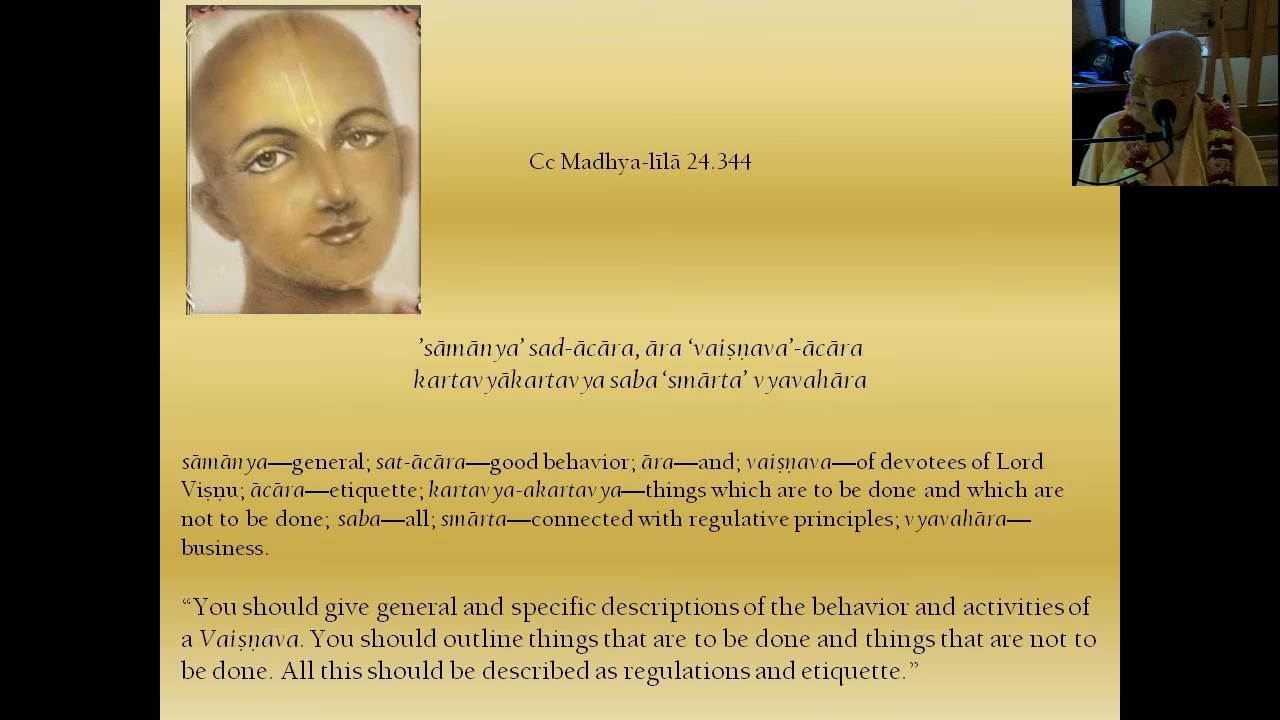 Cc Madhya-līlā 24.344
’sāmānya’ sad-ācāra, āra ‘vaiṣṇava’-ācāra
kartavyākartavya saba ‘smārta’ vyavahāra
sāmānya—general; sat-ācāra—good behavior; āra—and; vaiṣṇava—of devotees of Lord
Viṣṇu; ācāra—etiquette; kartavya-akartavya—things which are to be done and which are
not to be done; saba—all; smārta—connected with regulative principles; vyavahāra—
business.
“You should give general and specific descriptions of the behavior and activities of
a Vaiṣṇava. You should outline things that are to be done and things that are not to
be done. All this should be described as regulations and etiquette.”